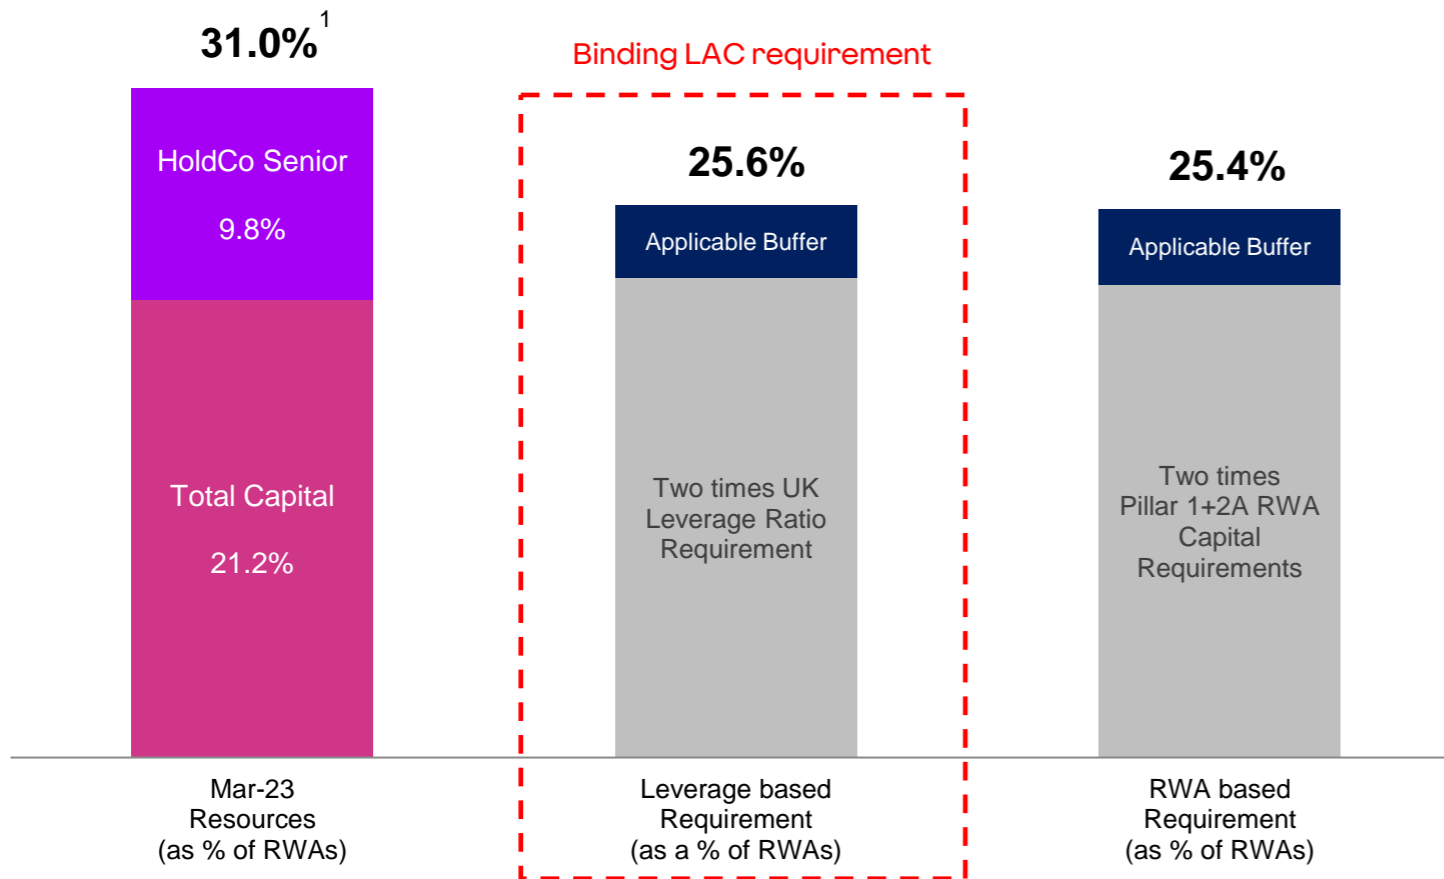 31.0%1
HoldCo Senior
9.8%
Total Capital
21.2%
Mar-23
Resources
(as % of RWAs)
Binding LAC requirement
25.6%
Applicable Buffer
Two times UK
Leverage Ratio
Requirement
Leverage based
Requirement
(as a % of RWAs)
25.4%
Applicable Buffer
Two times
Pillar 1+2A RWA
Capital
Requirements
RWA based
Requirement
(as % of RWAs)